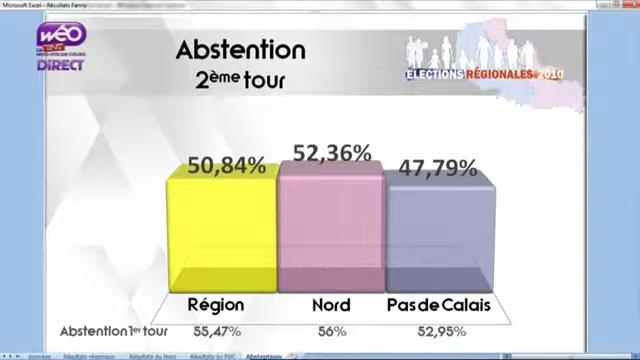 Microsoft Excel - Résultats Fanny
wéo
DIRECT
Abstention
2ème tour
ELECTIONS RÉGIONALES 2010
50,84%
52,36%
47,79%
Région
Nord
Pas de Calais
Abstention 1er tour
55,47%
56%
52,95%
données
Résultats régionaux
Résultats du Nord
Résultats du PDC
Abstentions